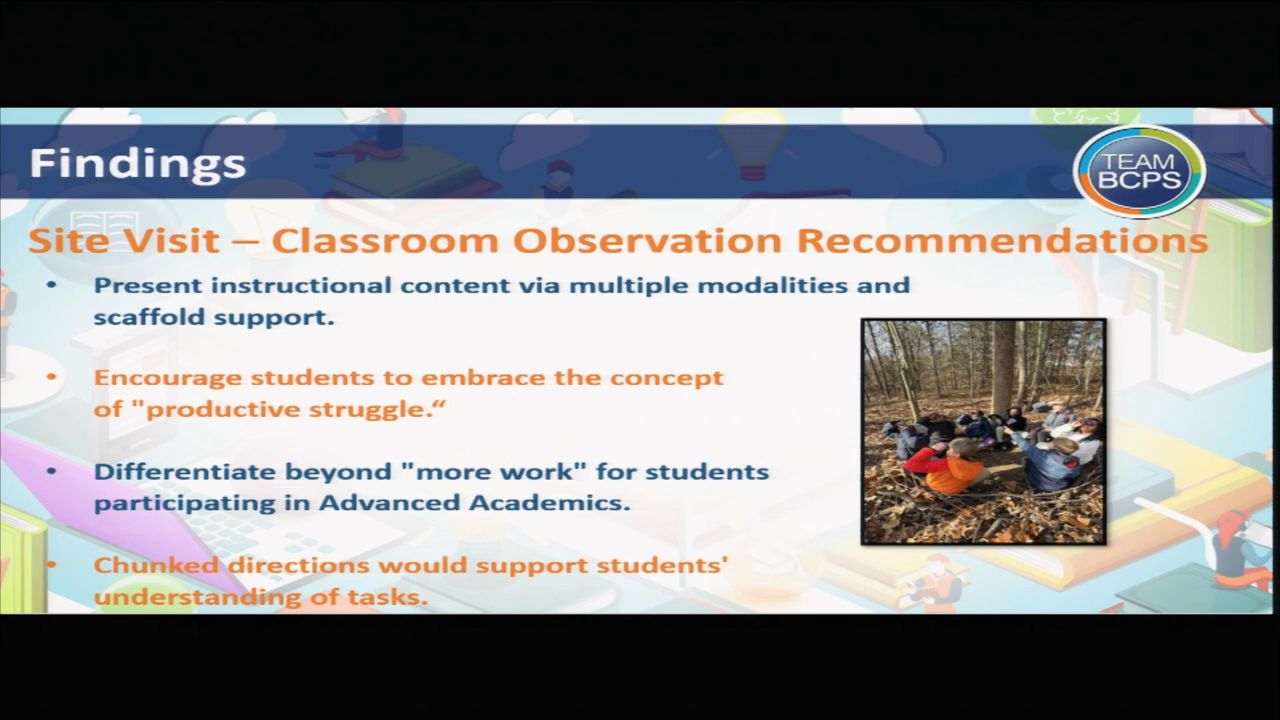 Findings
TEAM
BCPS
Site Visit – Classroom Observation Recommendations
• Present instructional content via multiple modalities and
scaffold support.
• Encourage students to embrace the concept
of "productive struggle.“
• Differentiate beyond "more work" for students
participating in Advanced Academics.
• Chunked directions would support students'
understanding of tasks.